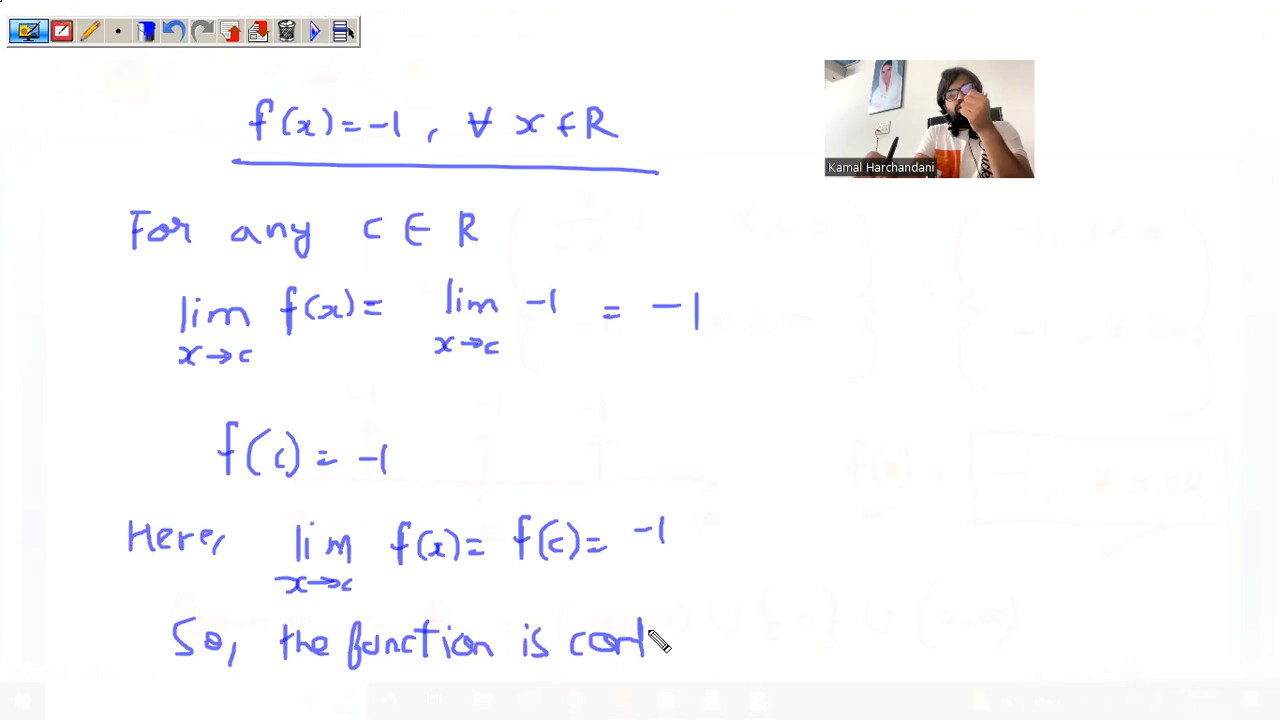 f(x) = -1, ∀ x ∈ R
Kamal Harchandani
For any c ∈ R
lim x→c f(x) = lim x→c -1 = -1
f(c) = -1
Here, lim x→c f(x) = f(c) = -1
So, the function is cont